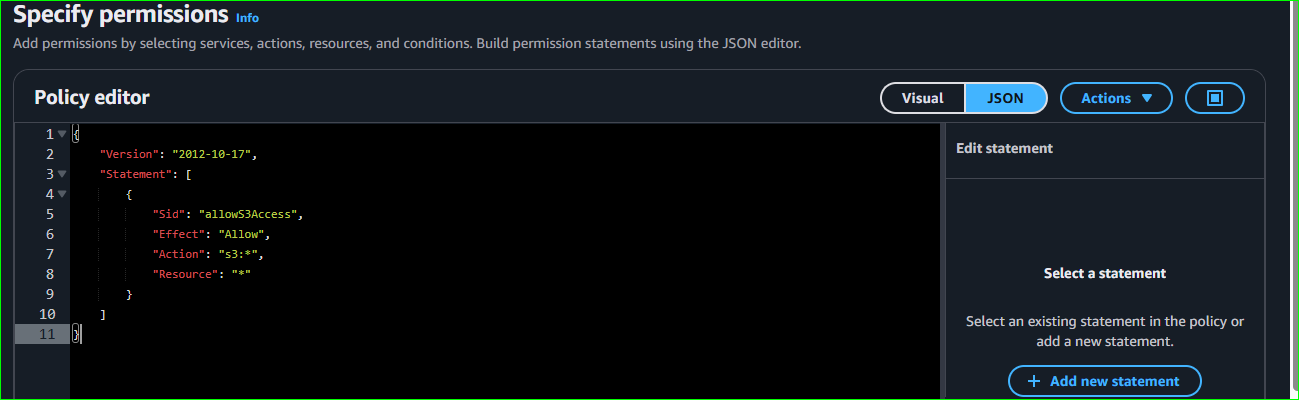 Specify permissions Info
Add permissions by selecting services, actions, resources, and conditions. Build permission statements using the JSON editor.
Policy editor
Visual JSON Actions
1 {
2 "Version": "2012-10-17",
3 "Statement": [
4 {
5 "Sid": "allowS3Access",
6 "Effect": "Allow",
7 "Action": "s3:*",
8 "Resource": "*"
9 }
10 ]
11 }
Edit statement
Select a statement
Select an existing statement in the policy or
add a new statement.
+ Add new statement